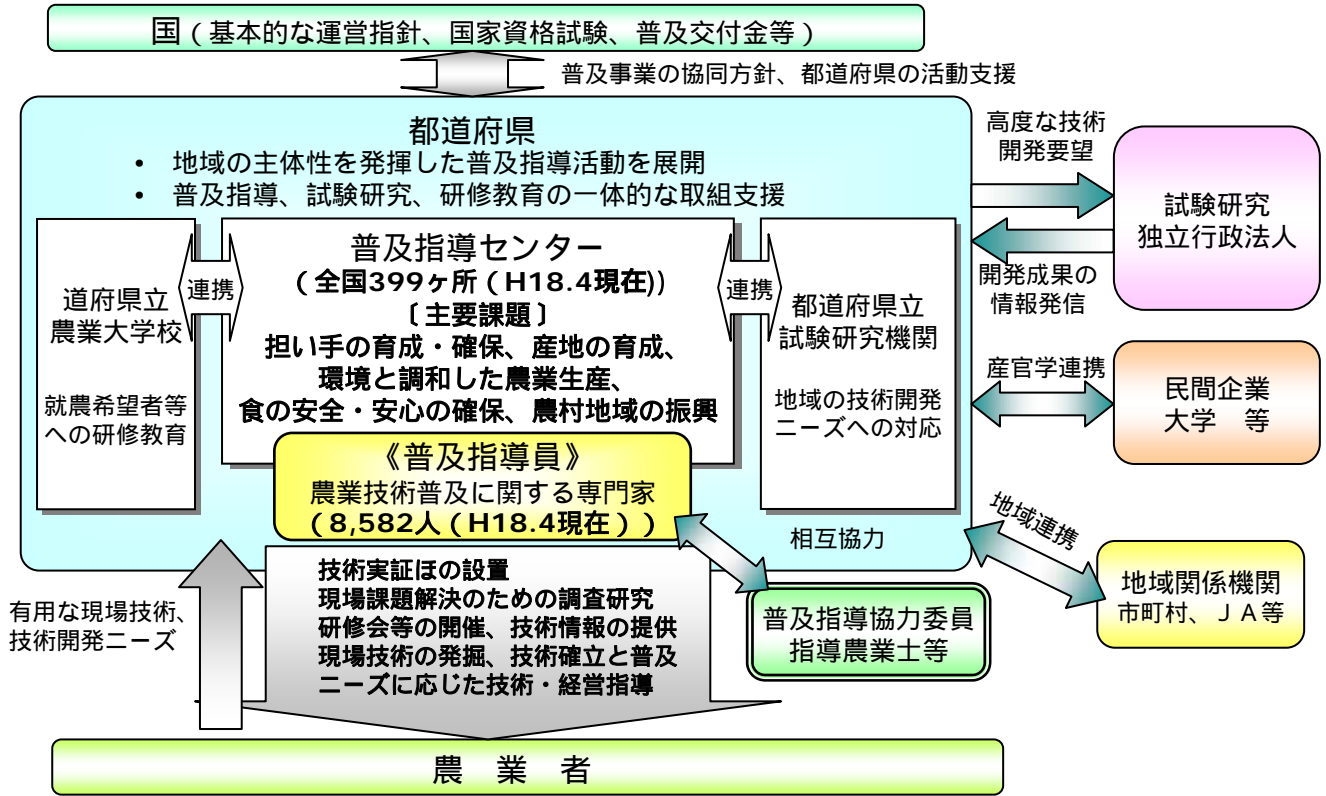 国（基本的な運営指針、国家資格試験、普及交付金等）
普及事業の協同方針、都道府県の活動支援
都道府県
• 地域の主体性を発揮した普及指導活動を展開
• 普及指導、試験研究、研修教育の一体的な取組支援
道府県立
農業大学校
就農希望者等
への研修教育
連携
普及指導センター
（全国399ヶ所（H18.4現在)）
〔主要課題〕
担い手の育成・確保、産地の育成、
環境と調和した農業生産、
食の安全・安心の確保、農村地域の振興
連携
都道府県立
試験研究機関
地域の技術開発
ニーズへの対応
《普及指導員》
農業技術普及に関する専門家
（8,582人（H18.4現在））
高度な技術
開発要望
試験研究
独立行政法人
開発成果の
情報発信
産官学連携
民間企業
大学　等
地域連携
地域関係機関
市町村、ＪＡ等
相互協力
普及指導協力委員
指導農業士等
有用な現場技術、
技術開発ニーズ
技術実証ほの設置
現場課題解決のための調査研究
研修会等の開催、技術情報の提供
現場技術の発掘、技術確立と普及
ニーズに応じた技術・経営指導
農　業　者